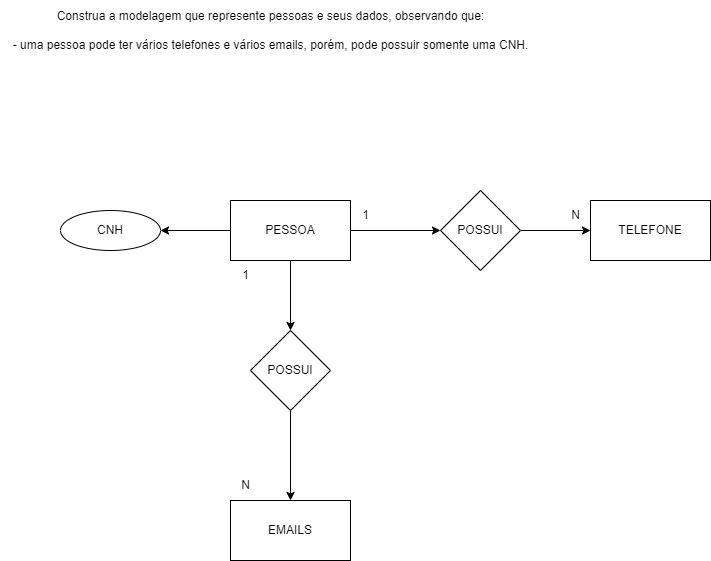 Construa a modelagem que represente pessoas e seus dados, observando que:
- uma pessoa pode ter vários telefones e vários emails, porém, pode possuir somente uma CNH.
CNH
PESSOA
1
POSSUI
N
TELEFONE
1
POSSUI
N
EMAILS